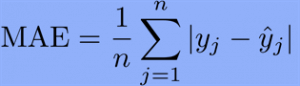 MAE = \frac{1}{n} \sum_{j=1}^{n} |y_j - \hat{y}_j|